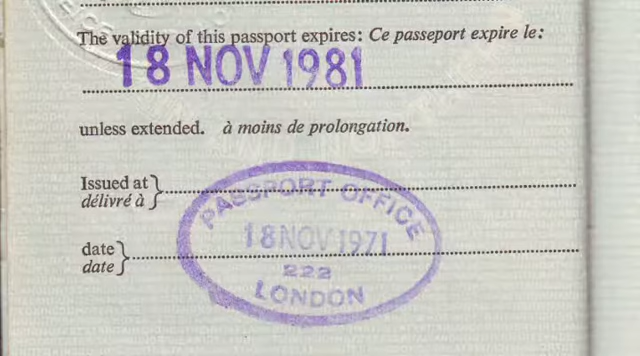 The validity of this passport expires: Ce passeport expire le:
18 NOV 1981
unless extended. à moins de prolongation.
Issued at
délivré à
PASSPORT OFFICE
18 NOV 1971
date
date
222
LONDON